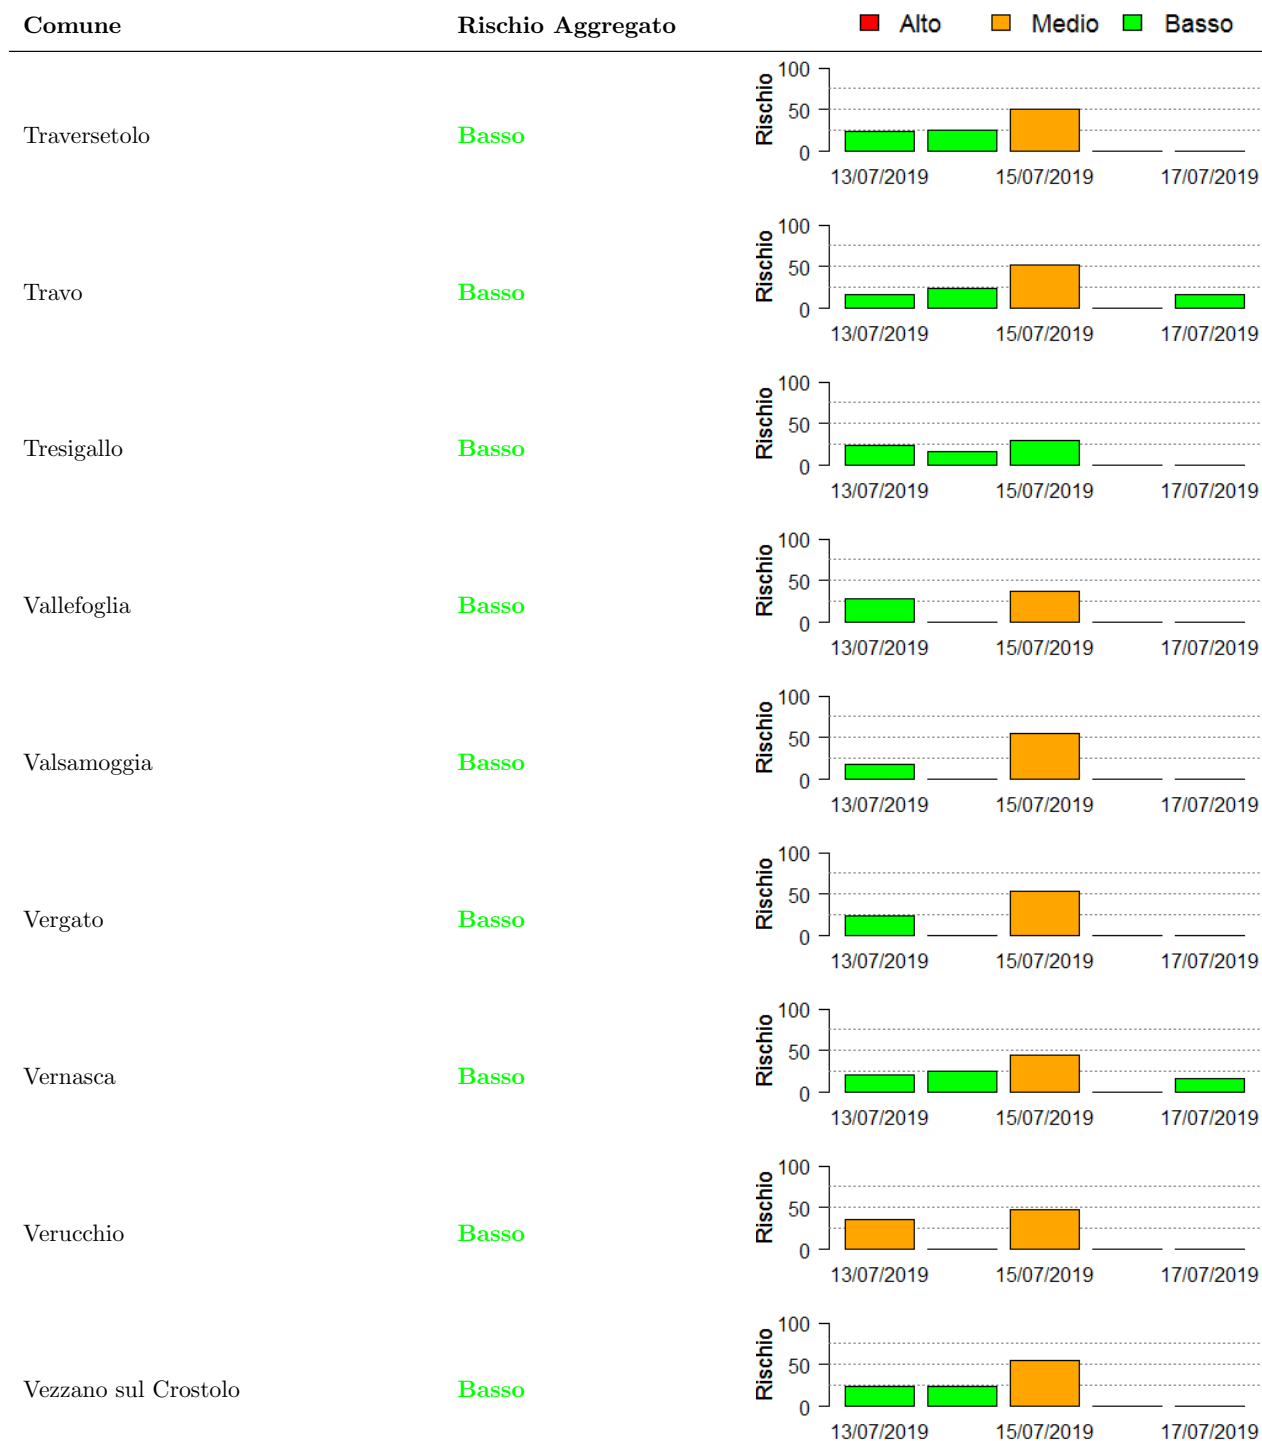 Comune Rischio Aggregato Alto Medio Basso
Traversetolo Basso
Rischio
100
50
0
13/07/2019 15/07/2019 17/07/2019
Travo Basso
Rischio
100
50
0
13/07/2019 15/07/2019 17/07/2019
Tresigallo Basso
Rischio
100
50
0
13/07/2019 15/07/2019 17/07/2019
Vallefoglia Basso
Rischio
100
50
0
13/07/2019 15/07/2019 17/07/2019
Valsamoggia Basso
Rischio
100
50
0
13/07/2019 15/07/2019 17/07/2019
Vergato Basso
Rischio
100
50
0
13/07/2019 15/07/2019 17/07/2019
Vernasca Basso
Rischio
100
50
0
13/07/2019 15/07/2019 17/07/2019
Verucchio Basso
Rischio
100
50
0
13/07/2019 15/07/2019 17/07/2019
Vezzano sul Crostolo Basso
Rischio
100
50
0
13/07/2019 15/07/2019 17/07/2019